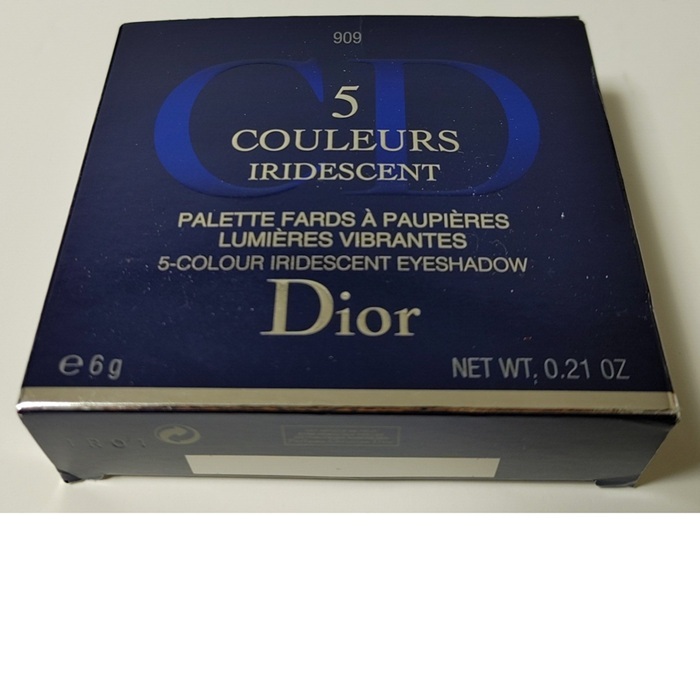 909
CD
5
COULEURS
IRIDESCENT
PALETTE FARDS À PAUPIÈRES
LUMIÈRES VIBRANTES
5-COLOUR IRIDESCENT EYESHADOW
Dior
℮ 6 g
NET WT. 0.21 OZ